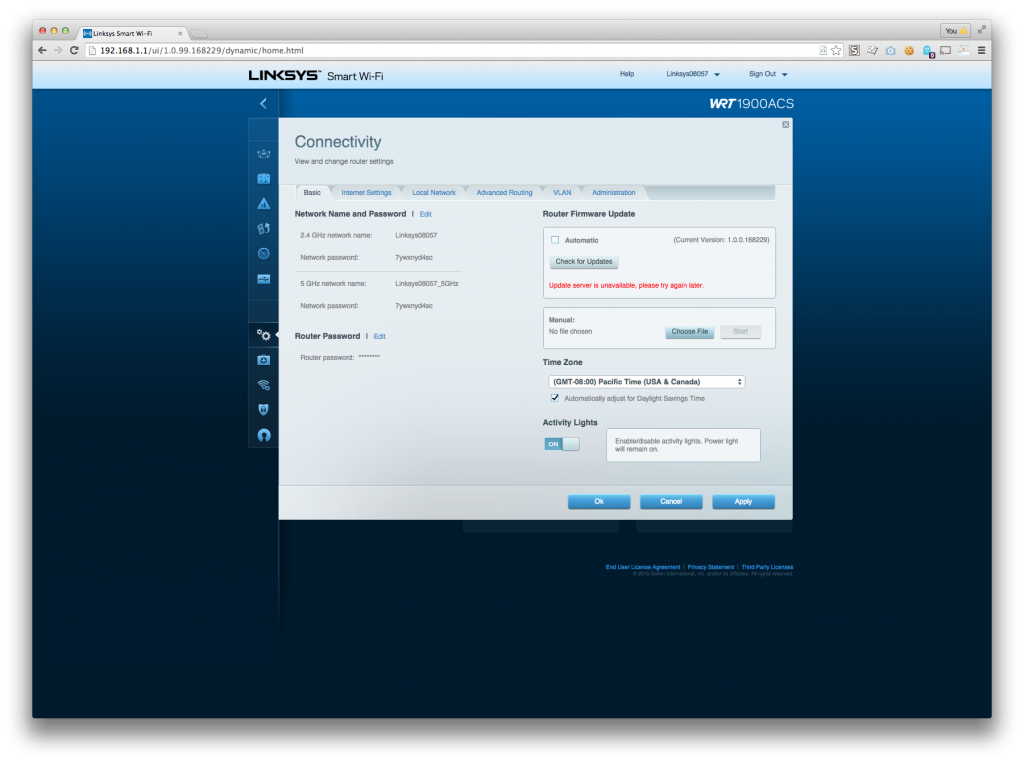 Linksys Smart Wi-Fi
You
192.168.1.1/ui/1.0.99.168229/dynamic/home.html
LINKSYS™ Smart Wi-Fi
Help
Linksys08057
Sign Out
WRT1900ACS
Connectivity
View and change router settings
Basic
Internet Settings
Local Network
Advanced Routing
VLAN
Administration
Network Name and Password | Edit
2.4 GHz network name: Linksys08057
Network password: 7ywxnyd4sc
5 GHz network name: Linksys08057_5GHz
Network password: 7ywxnyd4sc
Router Password | Edit
Router password: ********
Router Firmware Update
Automatic
(Current Version: 1.0.0.168229)
Check for Updates
Update server is unavailable, please try again later.
Manual:
No file chosen
Choose File
Start
Time Zone
(GMT-08:00) Pacific Time (USA & Canada)
Automatically adjust for Daylight Savings Time
Activity Lights
ON
Enable/disable activity lights. Power light
will remain on.
Ok
Cancel
Apply
End User License Agreement | Privacy Statement | Third Party Licenses
© 2015 Belkin International, Inc. and/or its affiliates. All rights reserved.